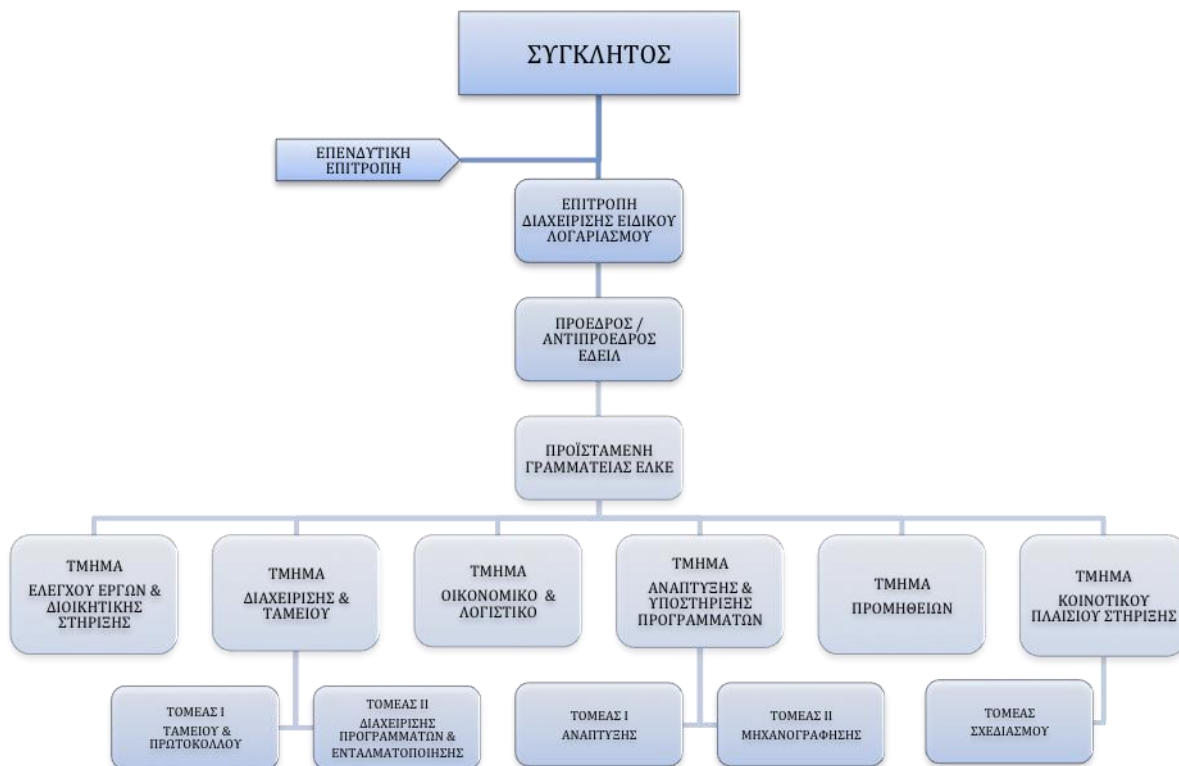 ΣΥΓΚΛΗΤΟΣ
ΕΠΕΝΔΥΤΙΚΗ
ΕΠΙΤΡΟΠΗ
ΕΠΙΤΡΟΠΗ
ΔΙΑΧΕΙΡΙΣΗΣ ΕΙΔΙΚΟΥ
ΛΟΓΑΡΙΑΣΜΟΥ
ΠΡΟΕΔΡΟΣ /
ΑΝΤΙΠΡΟΕΔΡΟΣ
ΕΔΕΙΛ
ΠΡΟΪΣΤΑΜΕΝΗ
ΓΡΑΜΜΑΤΕΙΑΣ ΕΛΚΕ
ΤΜΗΜΑ
ΕΛΕΓΧΟΥ ΕΡΓΩΝ &
ΔΙΟΙΚΗΤΙΚΗΣ
ΣΤΗΡΙΞΗΣ
ΤΜΗΜΑ
ΔΙΑΧΕΙΡΙΣΗΣ &
ΤΑΜΕΙΟΥ
ΤΜΗΜΑ
ΟΙΚΟΝΟΜΙΚΟ &
ΛΟΓΙΣΤΙΚΟ
ΤΜΗΜΑ
ΑΝΑΠΤΥΞΗΣ &
ΥΠΟΣΤΗΡΙΞΗΣ
ΠΡΟΓΡΑΜΜΑΤΩΝ
ΤΜΗΜΑ
ΠΡΟΜΗΘΕΙΩΝ
ΤΜΗΜΑ
ΚΟΙΝΟΤΙΚΟΥ
ΠΛΑΙΣΙΟΥ ΣΤΗΡΙΞΗΣ
ΤΟΜΕΑΣ Ι
ΤΑΜΕΙΟΥ &
ΠΡΩΤΟΚΟΛΛΟΥ
ΤΟΜΕΑΣ ΙΙ
ΔΙΑΧΕΙΡΙΣΗΣ
ΠΡΟΓΡΑΜΜΑΤΩΝ &
ΕΝΤΑΛΜΑΤΟΠΟΙΗΣΗΣ
ΤΟΜΕΑΣ Ι
ΑΝΑΠΤΥΞΗΣ
ΤΟΜΕΑΣ ΙΙ
ΜΗΧΑΝΟΓΡΑΦΗΣΗΣ
ΤΟΜΕΑΣ
ΣΧΕΔΙΑΣΜΟΥ